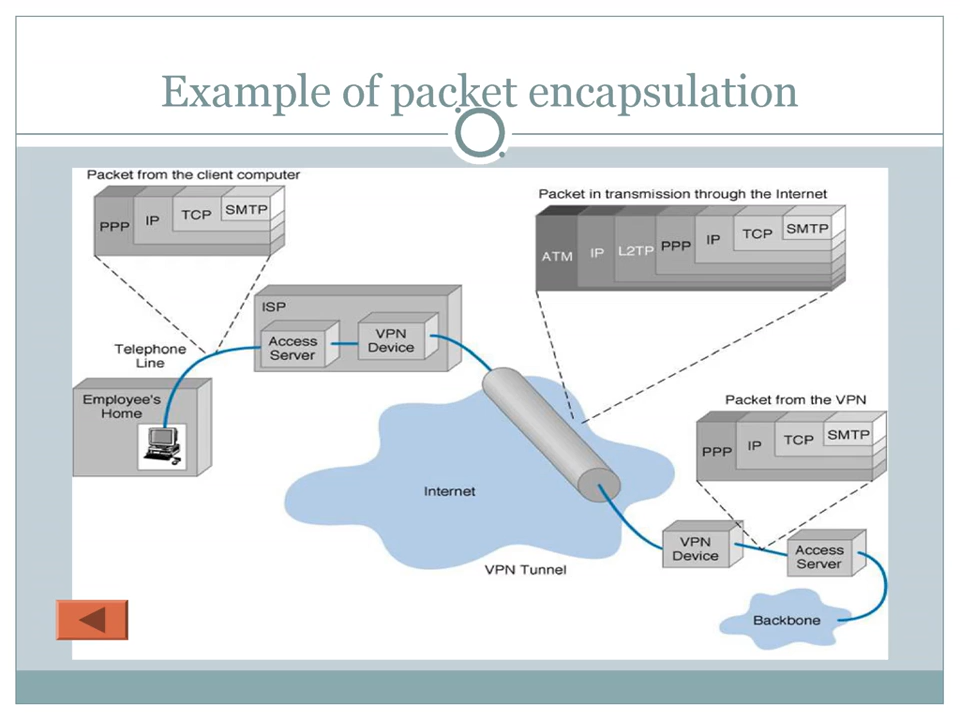 Example of packet encapsulation
Packet from the client computer
PPP IP TCP SMTP
Packet in transmission through the Internet
ATM IP L2TP PPP IP TCP SMTP
ISP
Access
Server
VPN
Device
Telephone
Line
Employee's
Home
Packet from the VPN
PPP IP TCP SMTP
Internet
VPN Tunnel
VPN
Device
Access
Server
Backbone